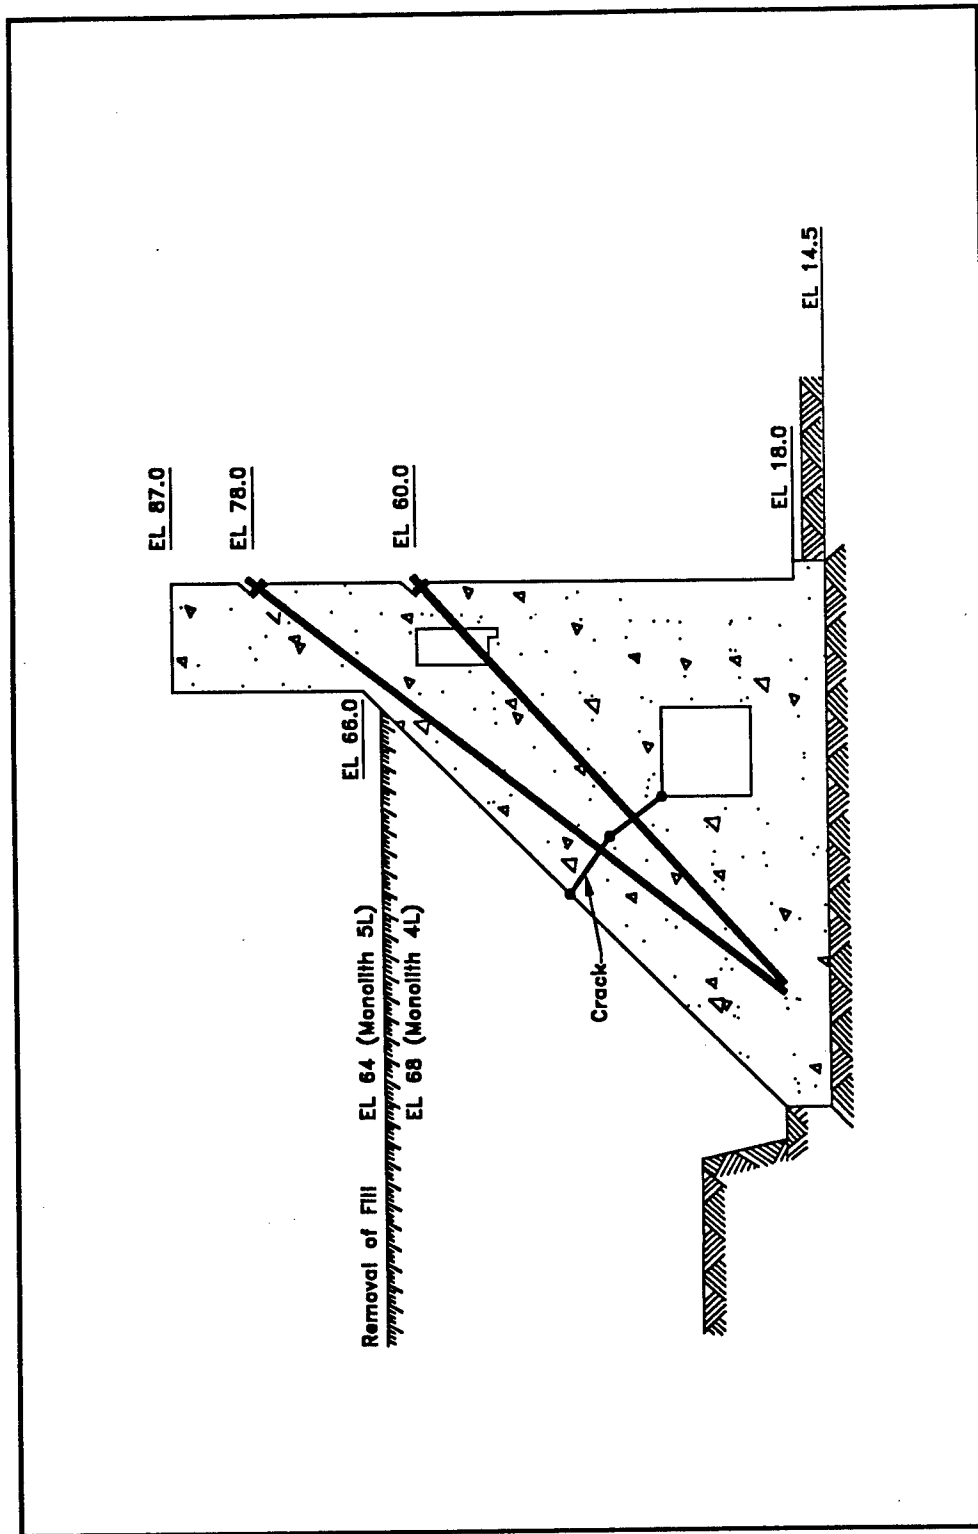 EL 87.0
EL 78.0
EL 66.0
EL 60.0
Removal of Fill
EL 64 (Monolith 5L)
EL 68 (Monolith 4L)
Crack
EL 18.0
EL 14.5